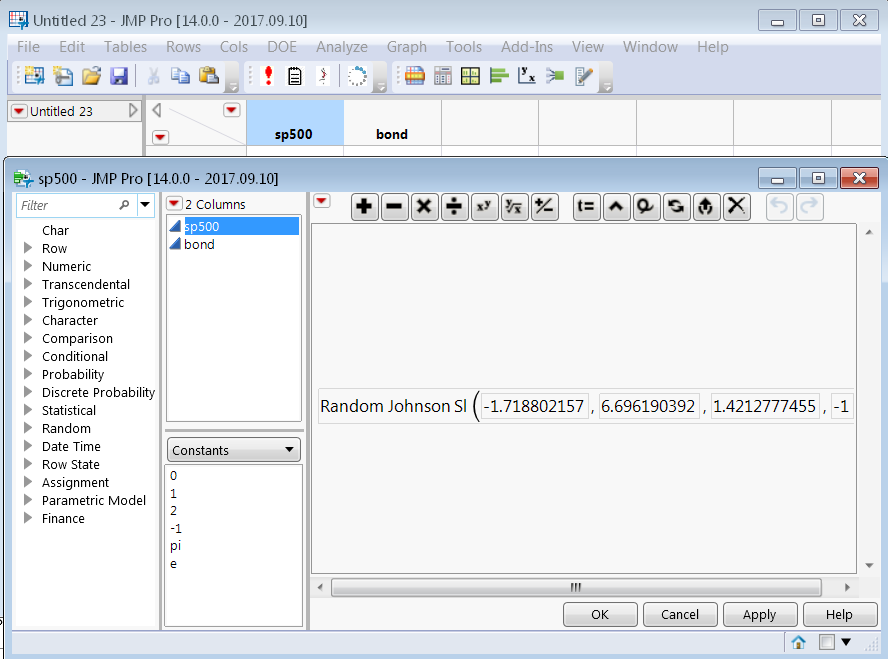 Untitled 23 - JMP Pro [14.0.0 - 2017.09.10]
File Edit Tables Rows Cols DOE Analyze Graph Tools Add-Ins View Window Help
Untitled 23
sp500 bond
sp500 - JMP Pro [14.0.0 - 2017.09.10]
Filter
Char
Row
Numeric
Transcendental
Trigonometric
Character
Comparison
Conditional
Probability
Discrete Probability
Statistical
Random
Date Time
Row State
Assignment
Parametric Model
Finance
2 Columns
sp500
bond
Constants
0
1
2
-1
pi
e
t=
Random Johnson Sl (-1.718802157 , 6.696190392 , 1.4212777455 , -1
OK Cancel Apply Help